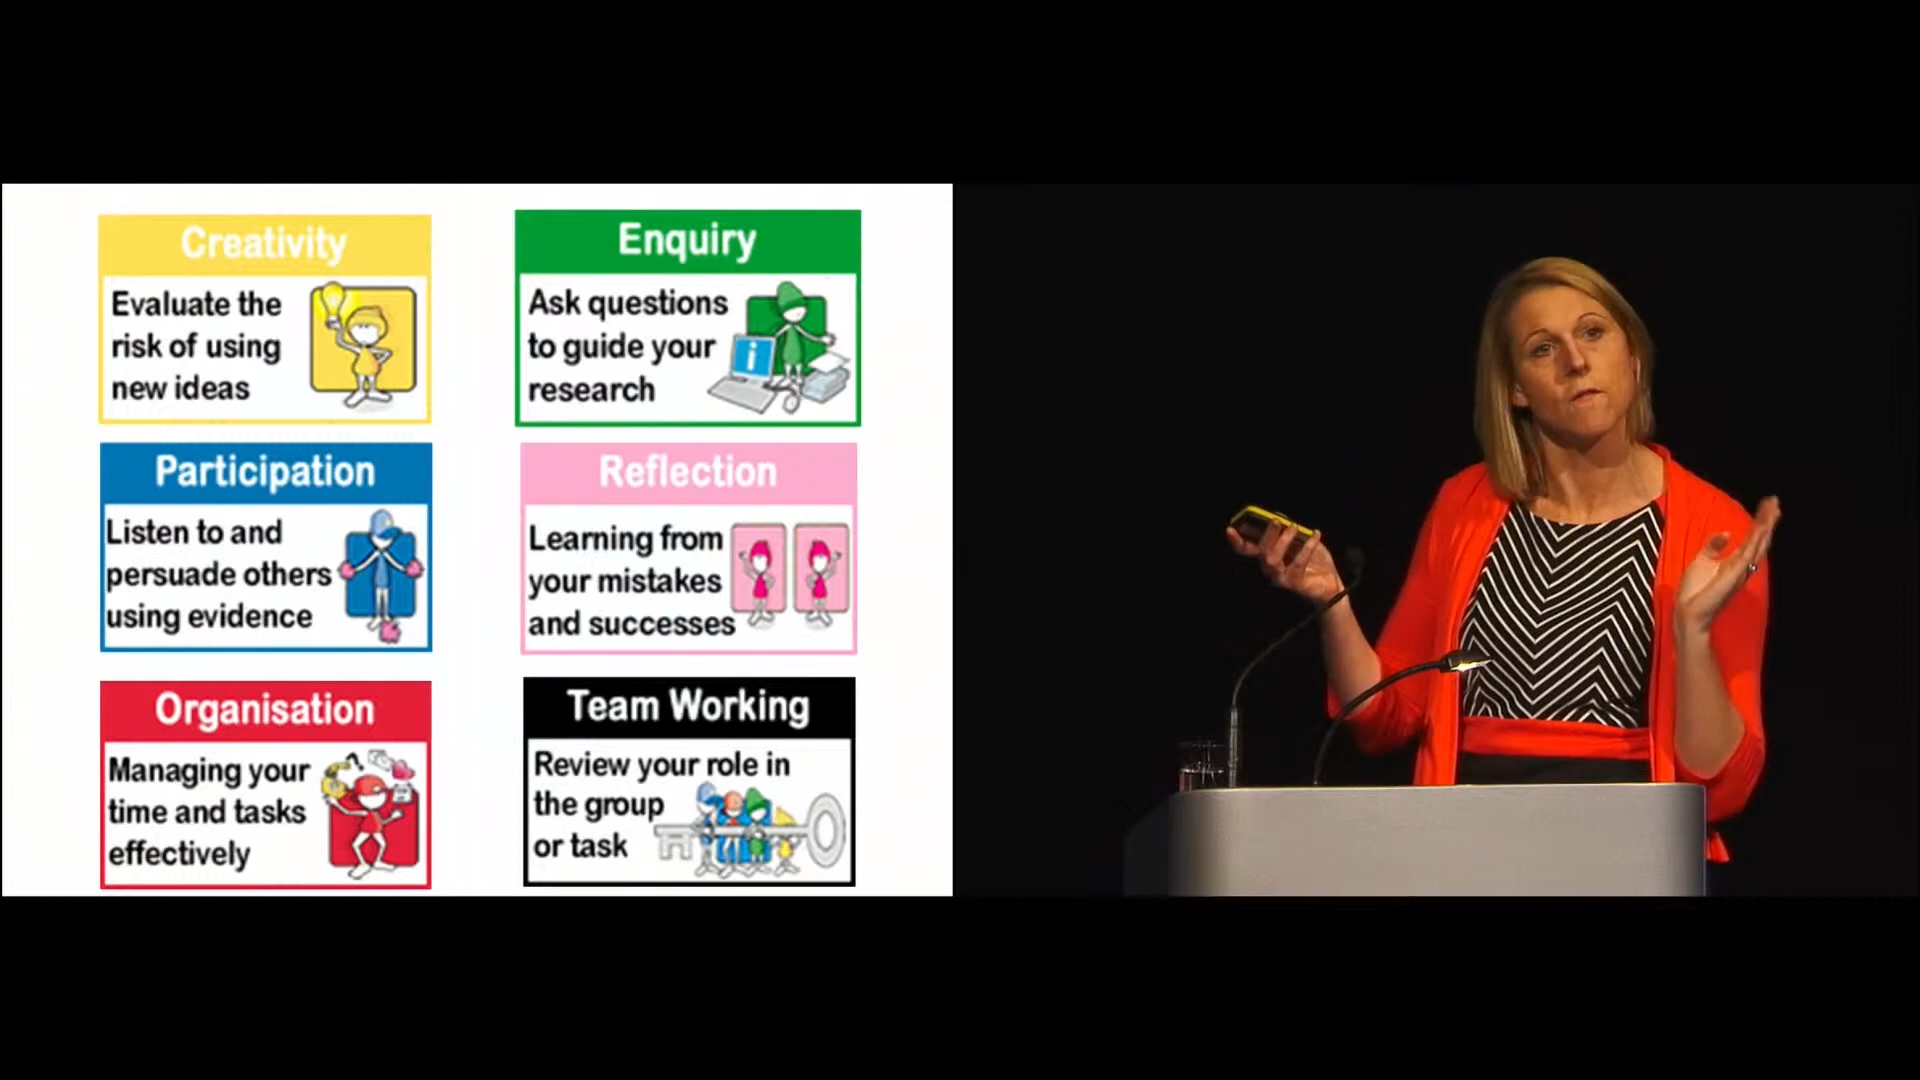 Creativity
Evaluate the
risk of using
new ideas
Enquiry
Ask questions
to guide your
research
i
Participation
Listen to and
persuade others
using evidence
Reflection
Learning from
your mistakes
and successes
Organisation
Managing your
time and tasks
effectively
Team Working
Review your role in
the group
or task